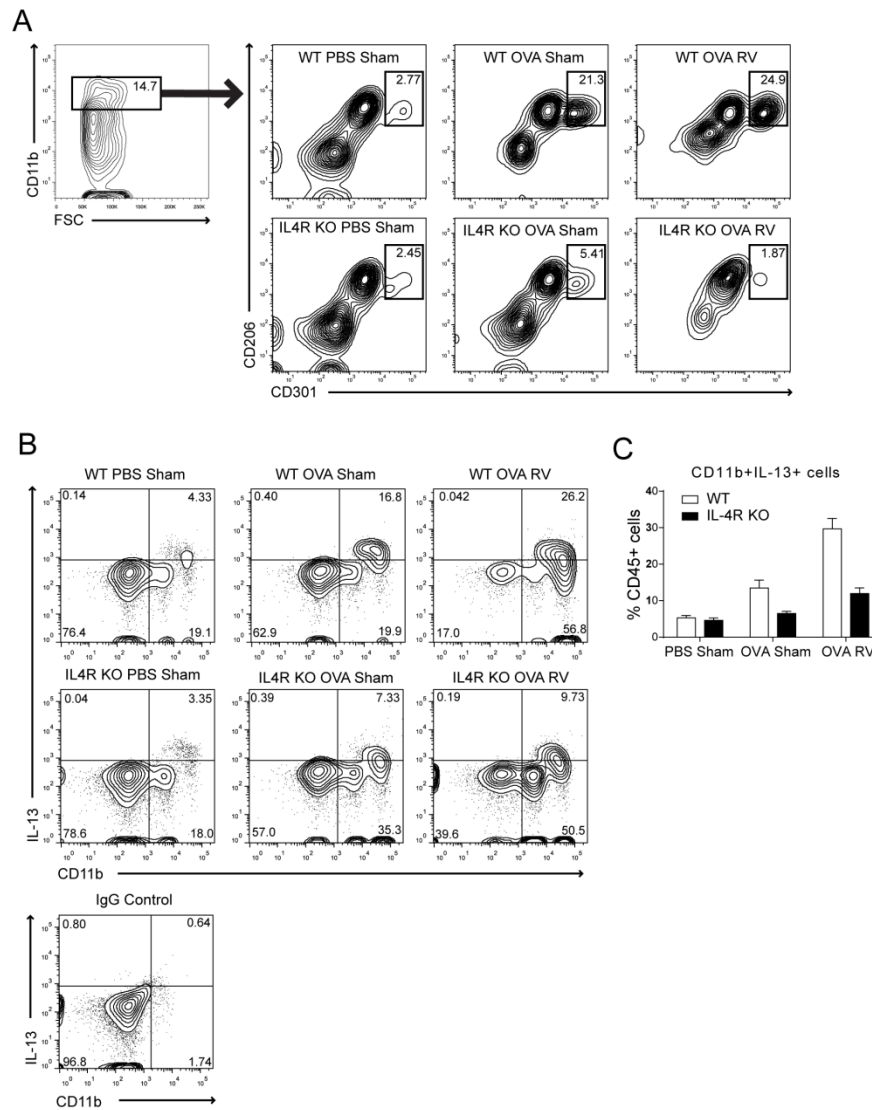 A
CD11b
14.7
0
50K
100K
150K
200K
250K
FSC
WT PBS Sham
2.77
WT OVA Sham
21.3
WT OVA RV
24.9
IL4R KO PBS Sham
2.45
IL4R KO OVA Sham
5.41
IL4R KO OVA RV
1.87
CD206
CD301
B
WT PBS Sham
0.14 4.33
76.4 19.1
WT OVA Sham
0.40 16.8
62.9 19.9
WT OVA RV
0.042 26.2
17.0 56.8
IL4R KO PBS Sham
0.04 3.35
78.6 18.0
IL4R KO OVA Sham
0.39 7.33
57.0 35.3
IL4R KO OVA RV
0.19 9.73
39.6 50.5
IL-13
CD11b
IgG Control
0.80 0.64
96.8 1.74
IL-13
CD11b
C
CD11b+IL-13+ cells
WT
IL-4R KO
% CD45+ cells
40
30
20
10
0
PBS Sham OVA Sham OVA RV